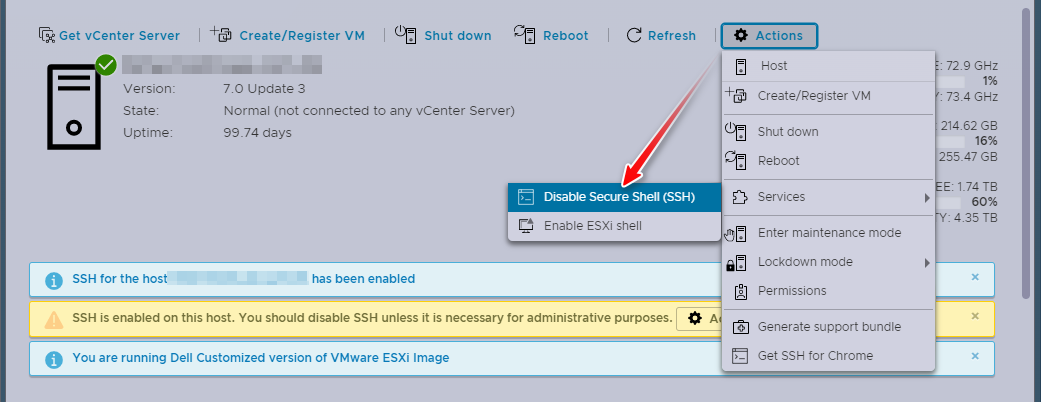 Get vCenter Server
Create/Register VM
Shut down
Reboot
Refresh
Actions
Version: 7.0 Update 3
State: Normal (not connected to any vCenter Server)
Uptime: 99.74 days
E: 72.9 GHz
1%
Y: 73.4 GHz
: 214.62 GB
16%
255.47 GB
EE: 1.74 TB
60%
TY: 4.35 TB
Host
Create/Register VM
Shut down
Reboot
Services
Enter maintenance mode
Lockdown mode
Permissions
Generate support bundle
Get SSH for Chrome
Disable Secure Shell (SSH)
Enable ESXi shell
SSH for the host has been enabled
SSH is enabled on this host. You should disable SSH unless it is necessary for administrative purposes.
You are running Dell Customized version of VMware ESXi Image